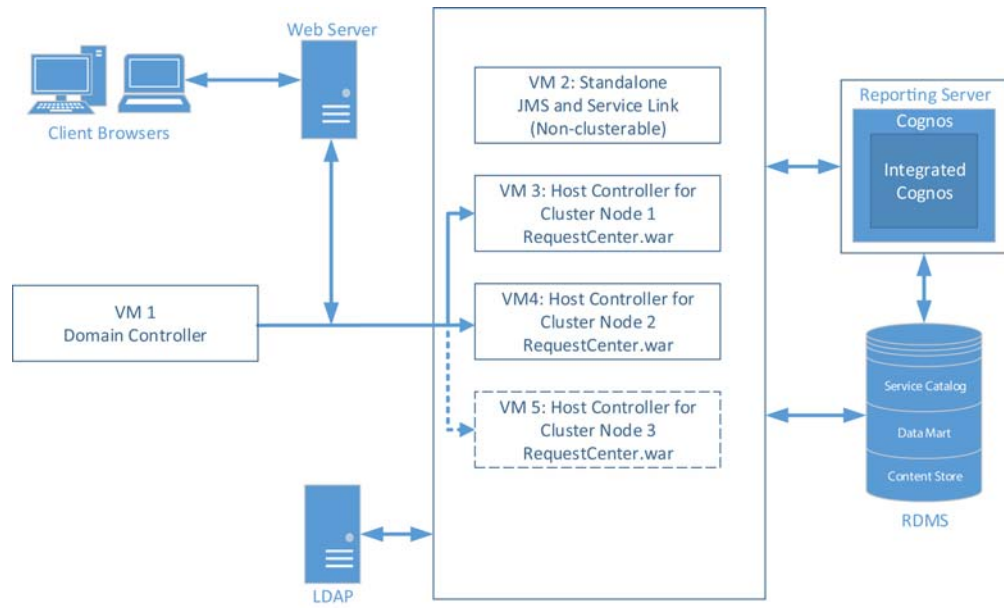 Web Server
Client Browsers
VM 1
Domain Controller
VM 2: Standalone
JMS and Service Link
(Non-clusterable)
VM 3: Host Controller for
Cluster Node 1
RequestCenter.war
VM4: Host Controller for
Cluster Node 2
RequestCenter.war
VM 5: Host Controller for
Cluster Node 3
RequestCenter.war
LDAP
Reporting Server
Cognos
Integrated
Cognos
Service Catalog
Data Mart
Content Store
RDMS